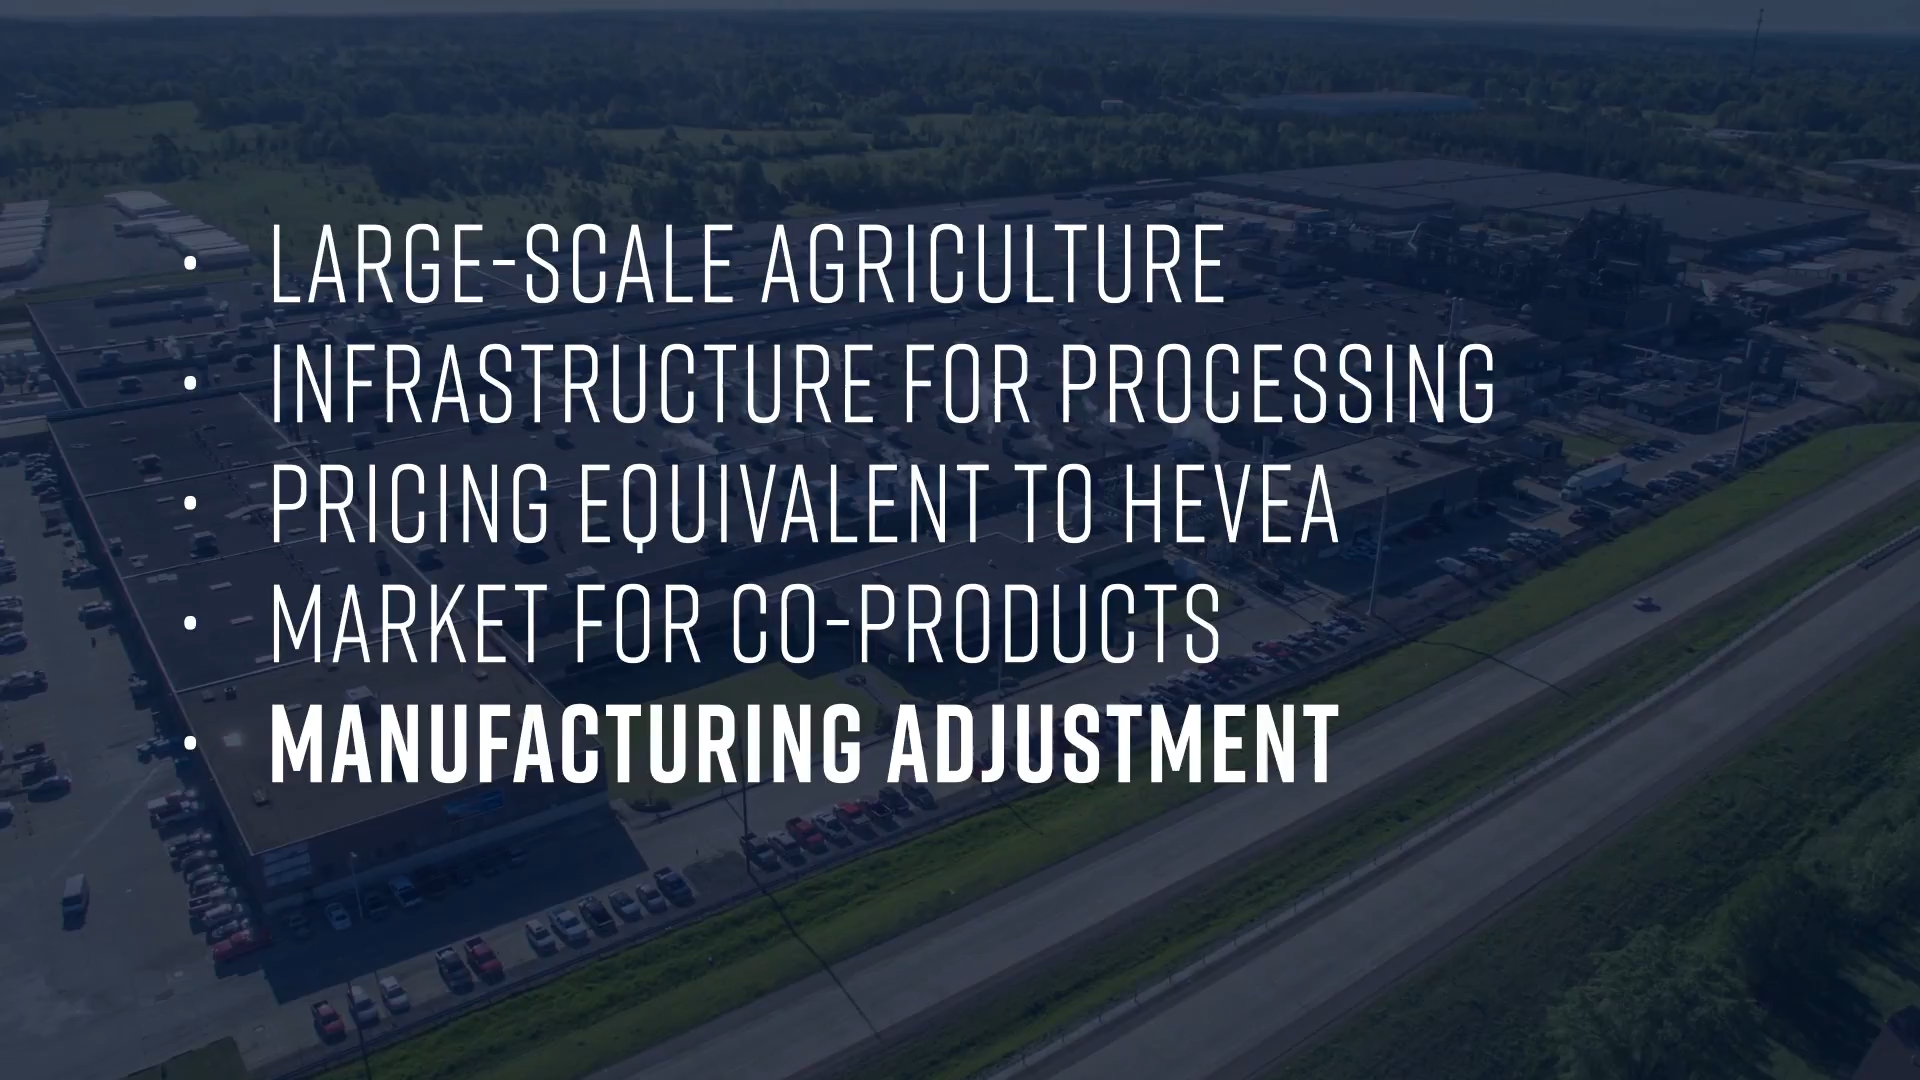 • LARGE-SCALE AGRICULTURE
• INFRASTRUCTURE FOR PROCESSING
• PRICING EQUIVALENT TO HEVEA
• MARKET FOR CO-PRODUCTS
• MANUFACTURING ADJUSTMENT